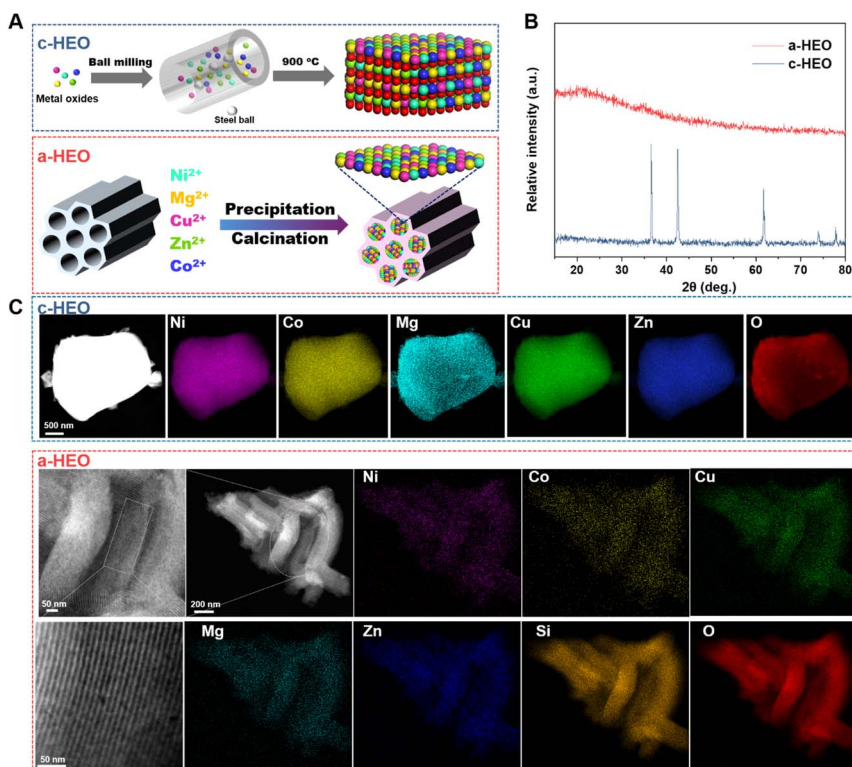 A
c-HEO
Ball milling
900 °C
Metal oxides
Steel ball
a-HEO
Ni2+
Mg2+
Cu2+
Zn2+
Co2+
Precipitation
Calcination
B
a-HEO
c-HEO
Relative intensity (a.u.)
20 30 40 50 60 70 80
2θ (deg.)
C
c-HEO
Ni Co Mg Cu Zn O
500 nm
a-HEO
Ni Co Cu
50 nm
200 nm
Mg Zn Si O
50 nm